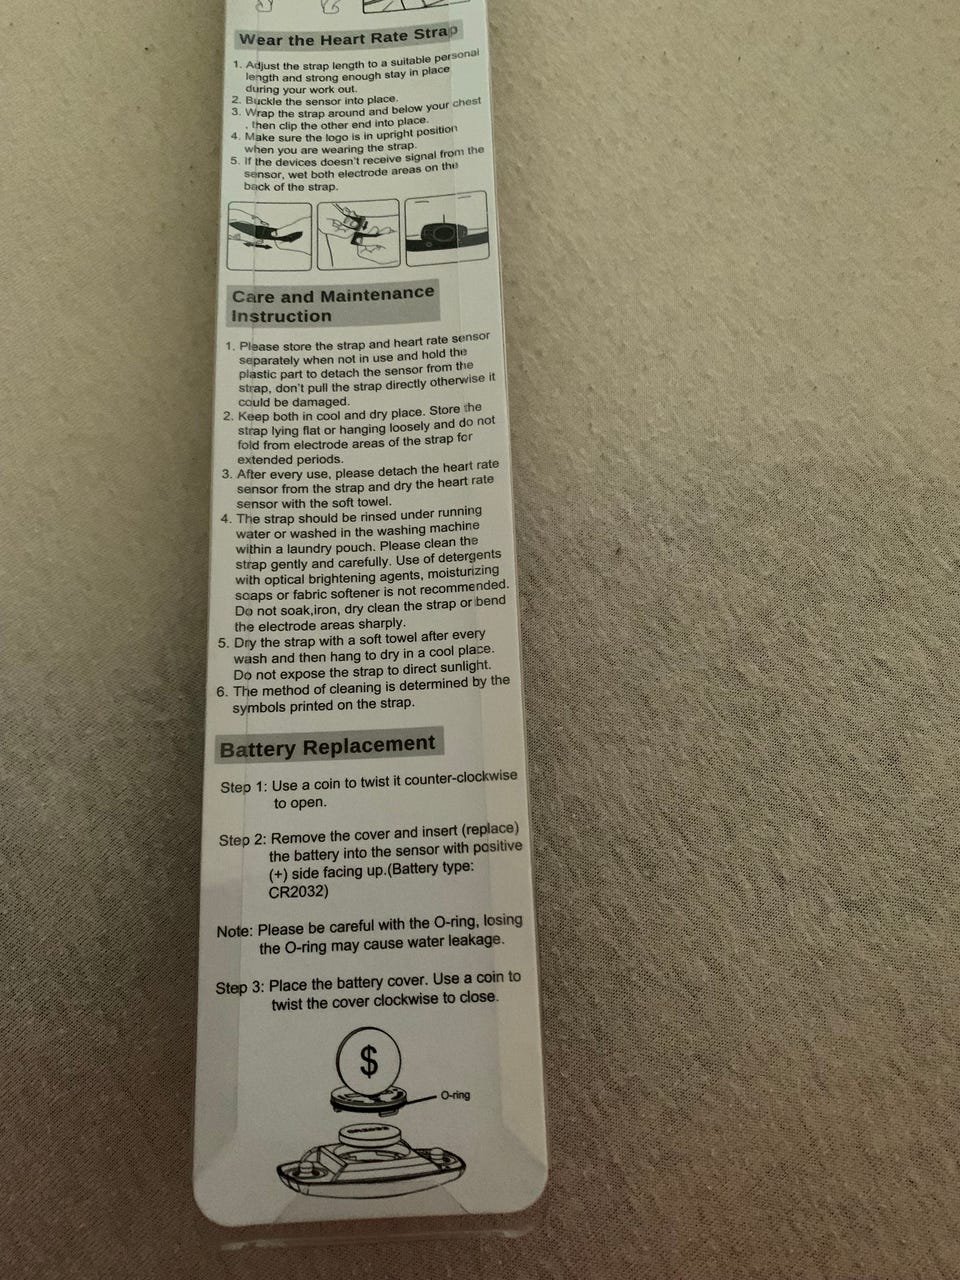 Wear the Heart Rate Strap
1. Adjust the strap length to a suitable personal
length and strong enough stay in place
during your work out.
2. Buckle the sensor into place.
3. Wrap the strap around and below your chest
, then clip the other end into place.
4. Make sure the logo is in upright position
when you are wearing the strap.
5. If the devices doesn't receive signal from the
sensor, wet both electrode areas on the
back of the strap.
Care and Maintenance
Instruction
1. Please store the strap and heart rate sensor
separately when not in use and hold the
plastic part to detach the sensor from the
strap, don't pull the strap directly otherwise it
could be damaged.
2. Keep both in cool and dry place. Store the
strap lying flat or hanging loosely and do not
fold from electrode areas of the strap for
extended periods.
3. After every use, please detach the heart rate
sensor from the strap and dry the heart rate
sensor with the soft towel.
4. The strap should be rinsed under running
water or washed in the washing machine
within a laundry pouch. Please clean the
strap gently and carefully. Use of detergents
with optical brightening agents, moisturizing
soaps or fabric softener is not recommended.
Do not soak,iron, dry clean the strap or bend
the electrode areas sharply.
5. Dry the strap with a soft towel after every
wash and then hang to dry in a cool place.
Do not expose the strap to direct sunlight.
6. The method of cleaning is determined by the
symbols printed on the strap.
Battery Replacement
Step 1: Use a coin to twist it counter-clockwise
to open.
Step 2: Remove the cover and insert (replace)
the battery into the sensor with positive
(+) side facing up.(Battery type:
CR2032)
Note: Please be careful with the O-ring, losing
the O-ring may cause water leakage.
Step 3: Place the battery cover. Use a coin to
twist the cover clockwise to close.
$
O-ring